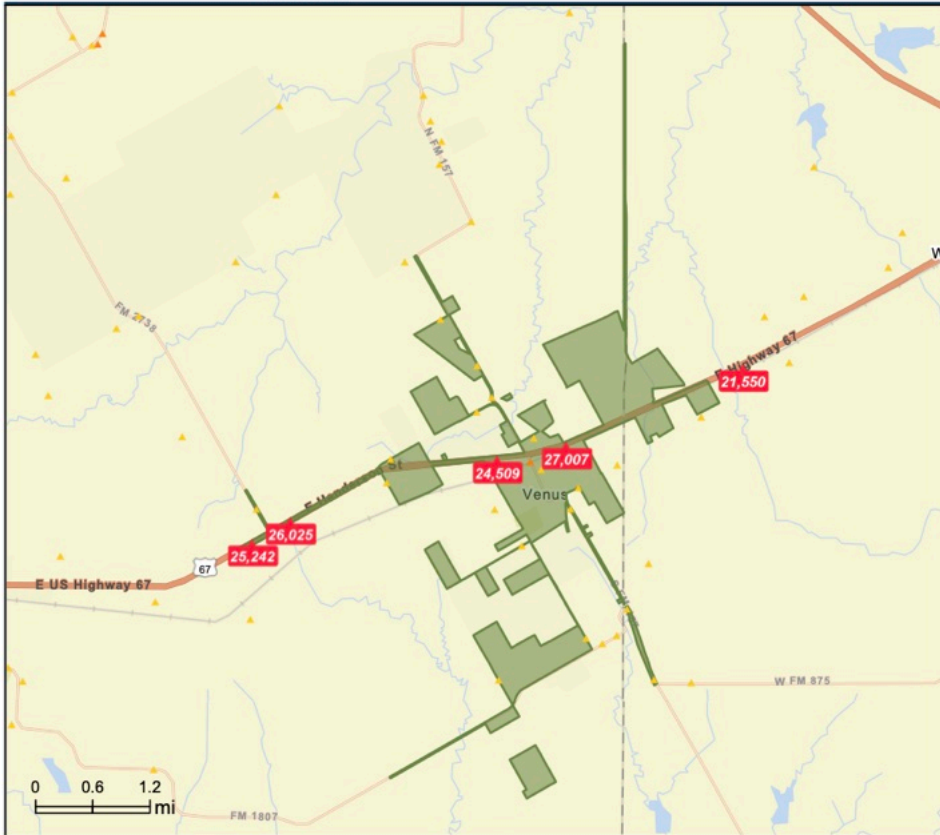 N FM 157
W
FM 2738
E Highway 67
21,550
27,007
24,509
E Henderson St
Venus
26,025
25,242
67
E US Highway 67
W FM 875
0 0.6 1.2
mi
FM 1807